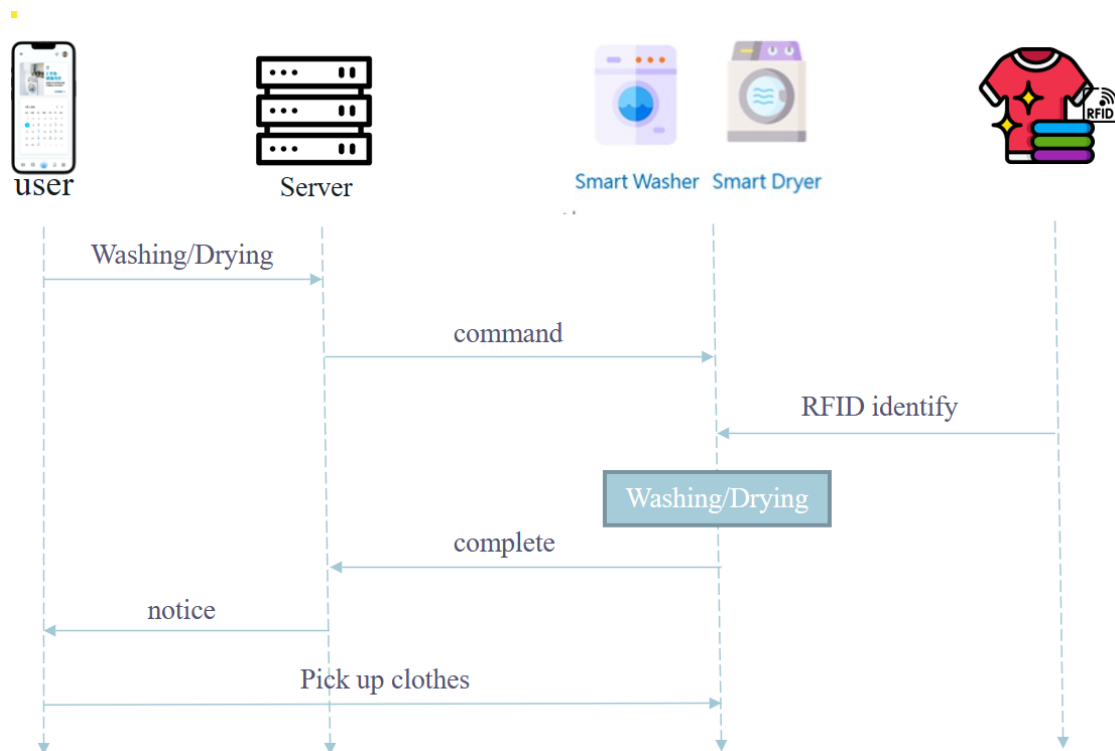 RFID
user
Server
Smart Washer
Smart Dryer
Washing/Drying
command
RFID identify
Washing/Drying
complete
notice
Pick up clothes